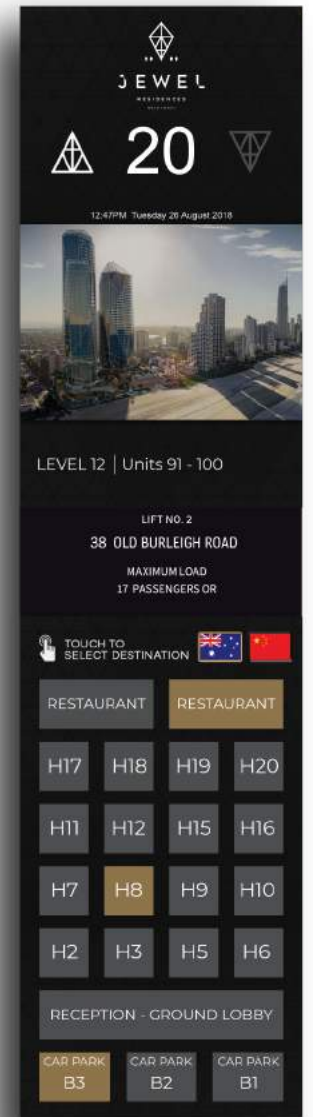 JEWEL
RESIDENCES
20
12:47PM Tuesday 26 August 2018
LEVEL 12 | Units 91 - 100
LIFT NO. 2
38 OLD BURLEIGH ROAD
MAXIMUM LOAD
17 PASSENGERS OR
TOUCH TO
SELECT DESTINATION
RESTAURANT RESTAURANT
H17 H18 H19 H20
H11 H12 H15 H16
H7 H8 H9 H10
H2 H3 H5 H6
RECEPTION - GROUND LOBBY
CAR PARK CAR PARK CAR PARK
B3 B2 B1